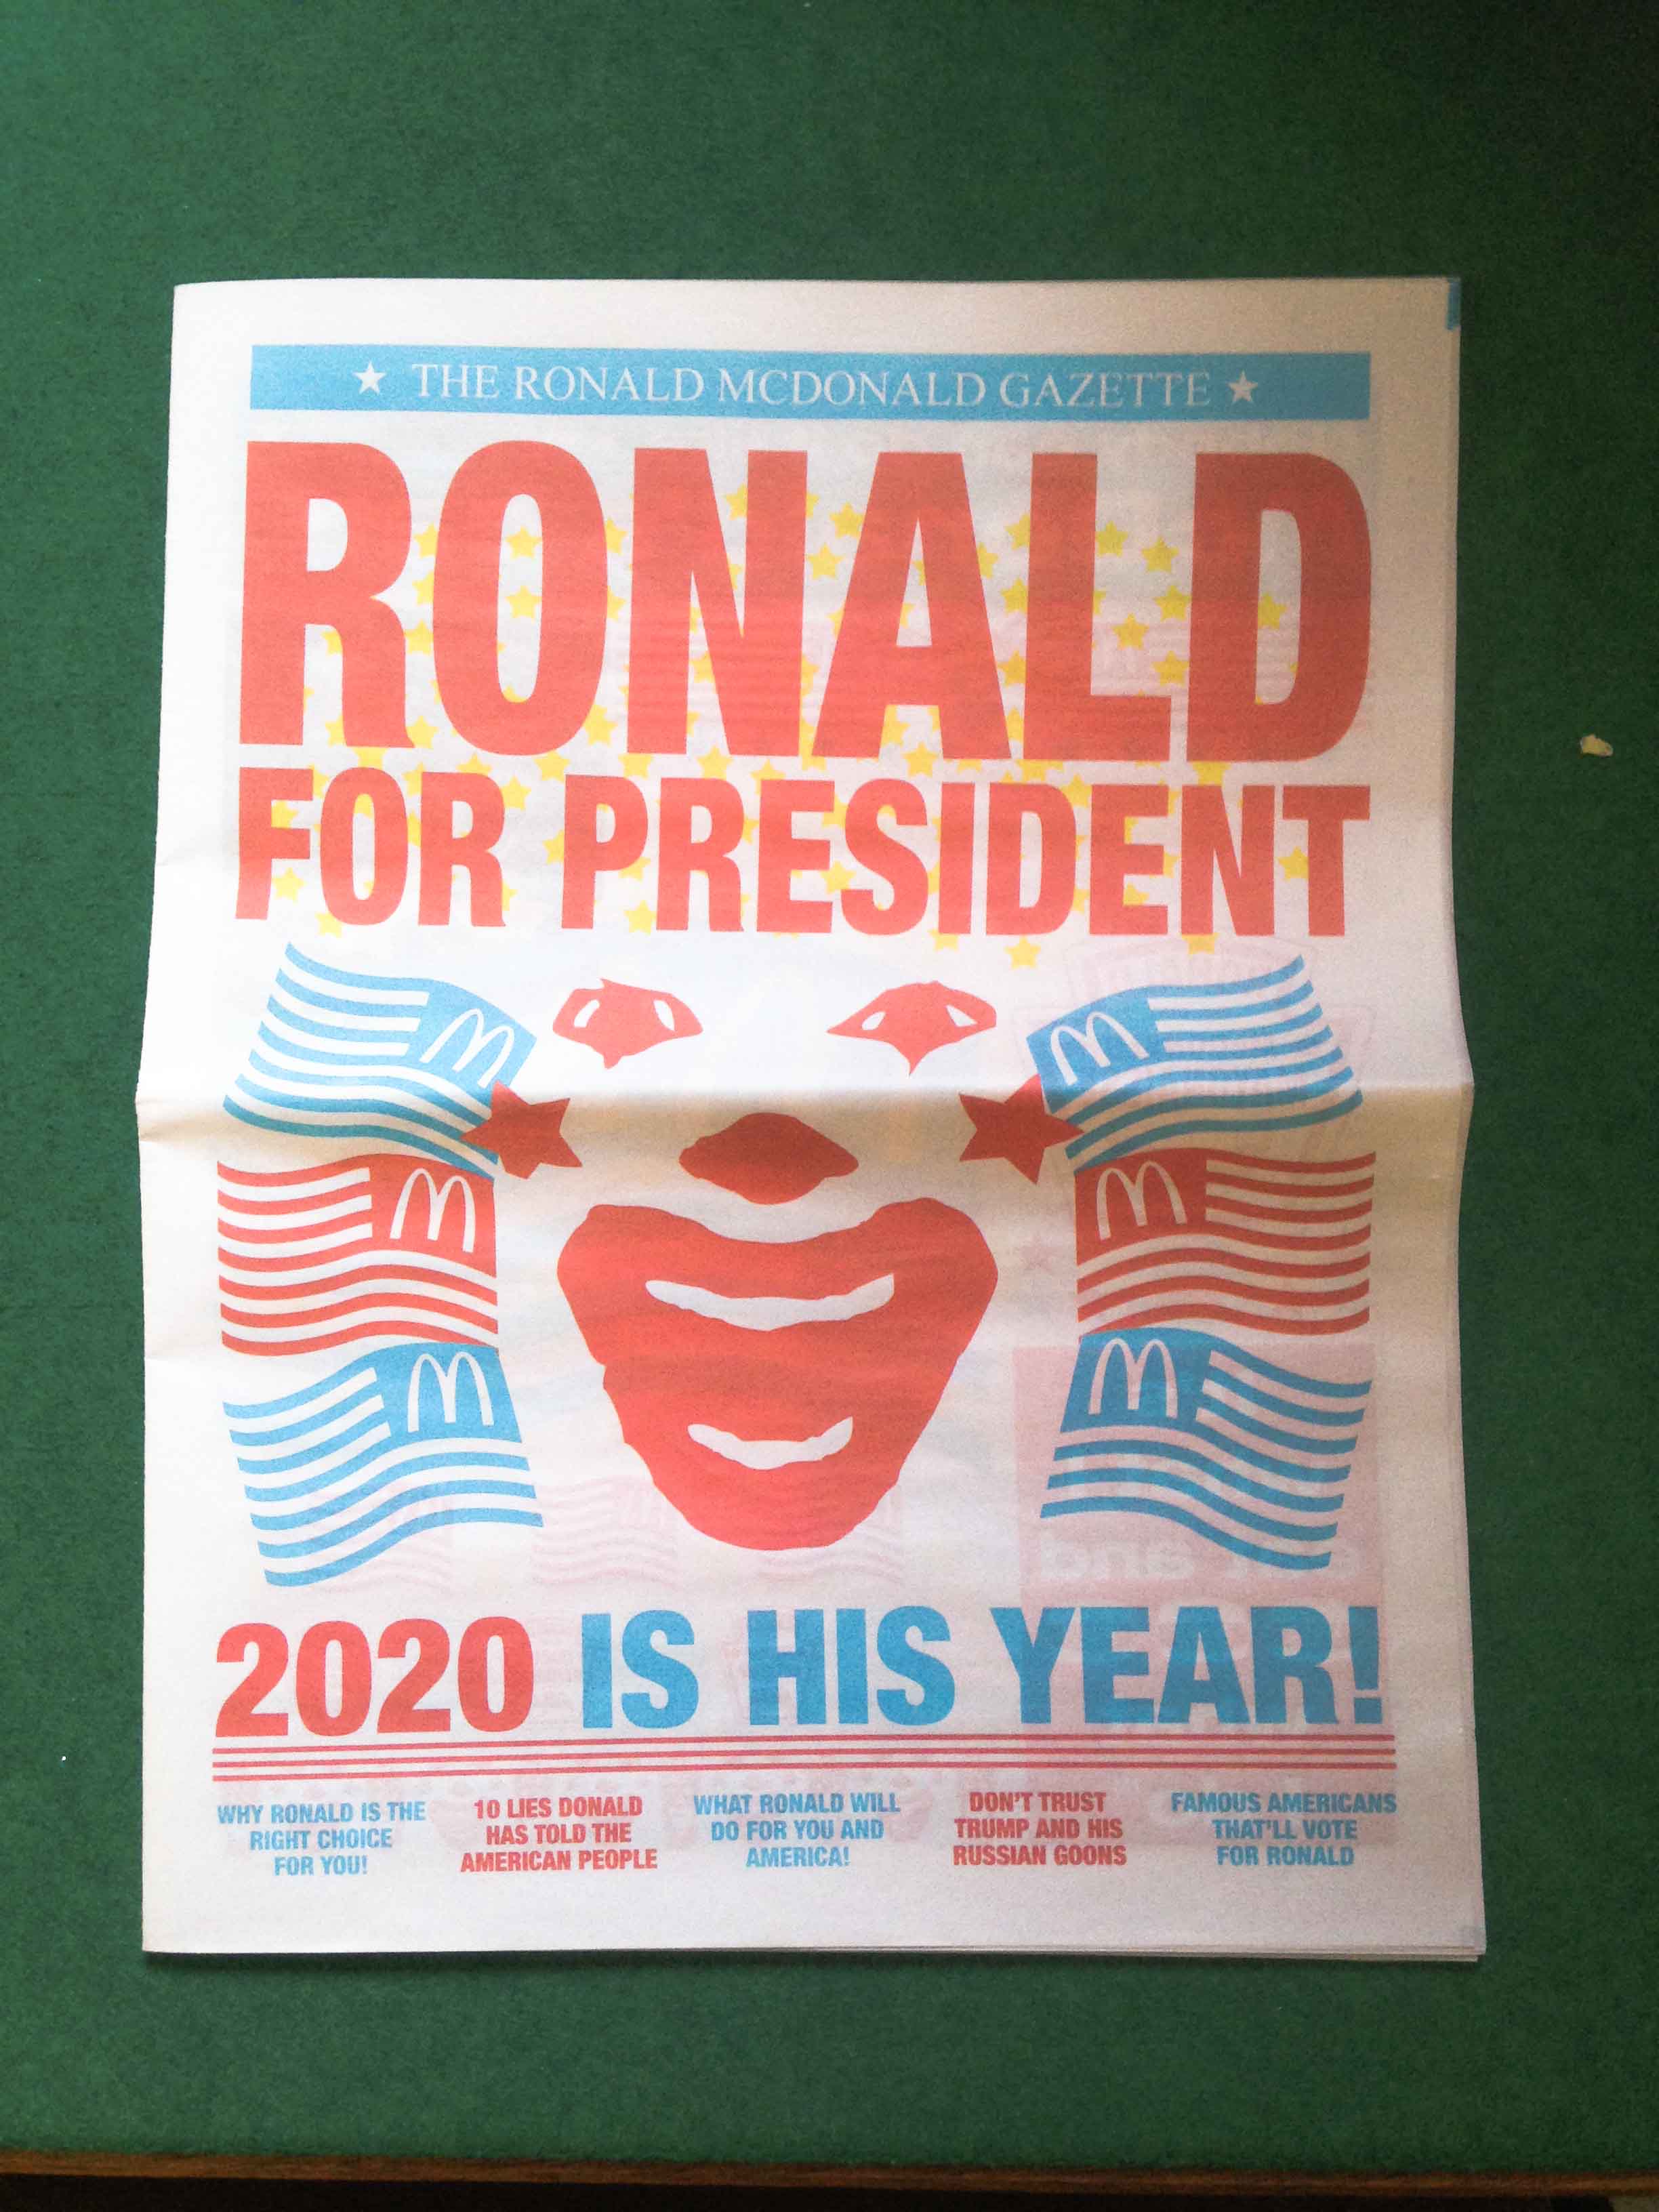 ★ THE RONALD MCDONALD GAZETTE ★
RONALD
FOR PRESIDENT
2020 IS HIS YEAR!
WHY RONALD IS THE
RIGHT CHOICE
FOR YOU!
10 LIES DONALD
HAS TOLD THE
AMERICAN PEOPLE
WHAT RONALD WILL
DO FOR YOU AND
AMERICA!
DON'T TRUST
TRUMP AND HIS
RUSSIAN GOONS
FAMOUS AMERICANS
THAT'LL VOTE
FOR RONALD